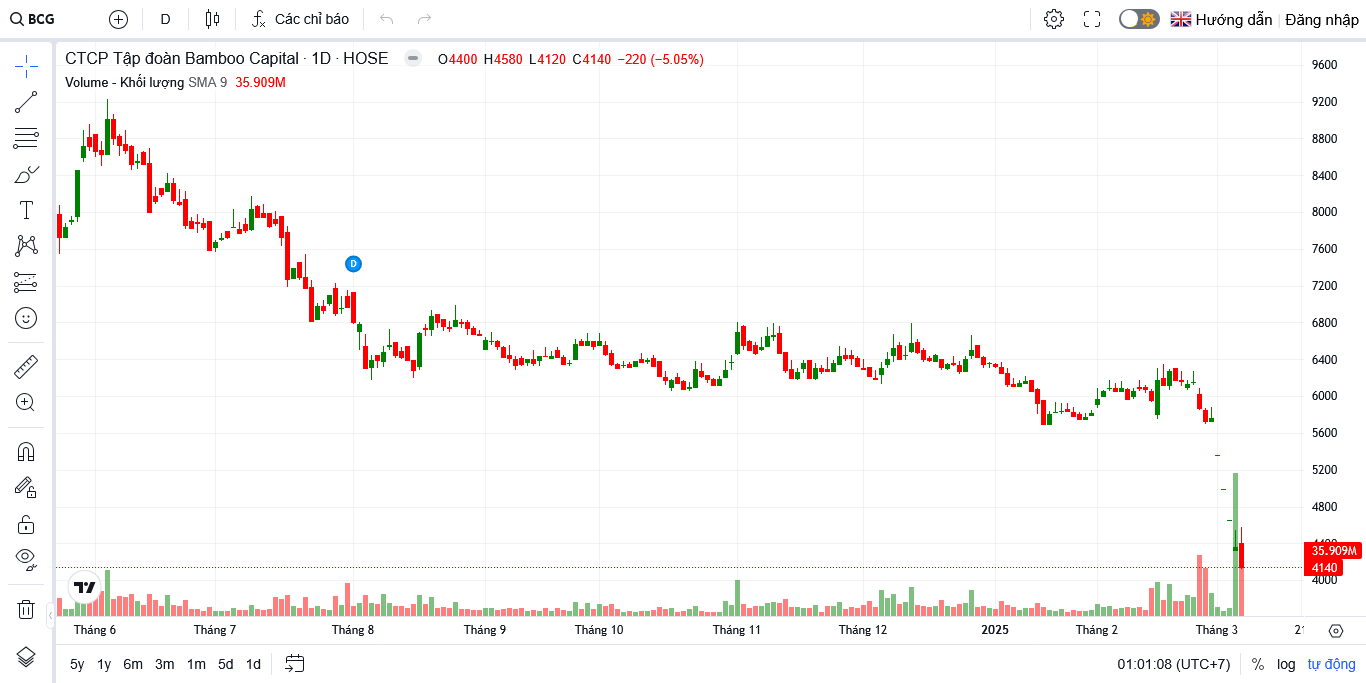 BCG D Các chỉ báo Hướng dẫn Đăng nhập
CTCP Tập đoàn Bamboo Capital · 1D · HOSE O4400 H4580 L4120 C4140 −220 (−5.05%)
Volume - Khối lượng SMA 9 35.909M
9600
9200
8800
8400
8000
7600
7200
6800
6400
6000
5600
5200
4800
4400
35.909M
4140
4000
D
Tháng 6 Tháng 7 Tháng 8 Tháng 9 Tháng 10 Tháng 11 Tháng 12 2025 Tháng 2 Tháng 3 21
5y 1y 6m 3m 1m 5d 1d 01:01:08 (UTC+7) % log tự động